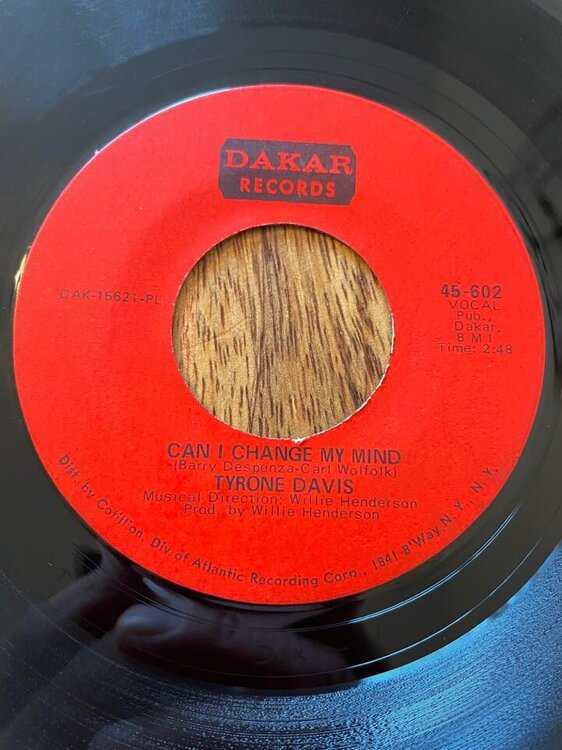 DAKAR
RECORDS
DAK-15621-PL
45-602
VOCAL
Pub.,
Dakar,
BMI
Time: 2:48
CAN I CHANGE MY MIND
(Barry Despenza-Carl Wolfolk)
TYRONE DAVIS
Musical Direction: Willie Henderson
Prod. by Willie Henderson
Dist. by Cotillion, Div. of Atlantic Recording Corp., 1841 B'Way N.Y., N.Y.